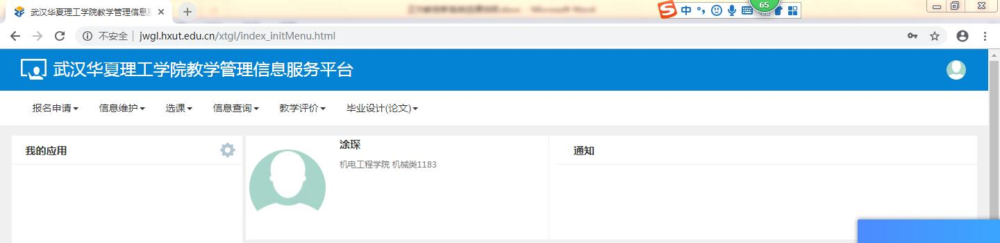 武汉华夏理工学院教学管理信息服
65
中
不安全 jwgl.hxut.edu.cn/xtgl/index_initMenu.html
武汉华夏理工学院教学管理信息服务平台
报名申请 信息维护 选课 信息查询 教学评价 毕业设计(论文)
我的应用
涂琛
机电工程学院 机械类1183
通知